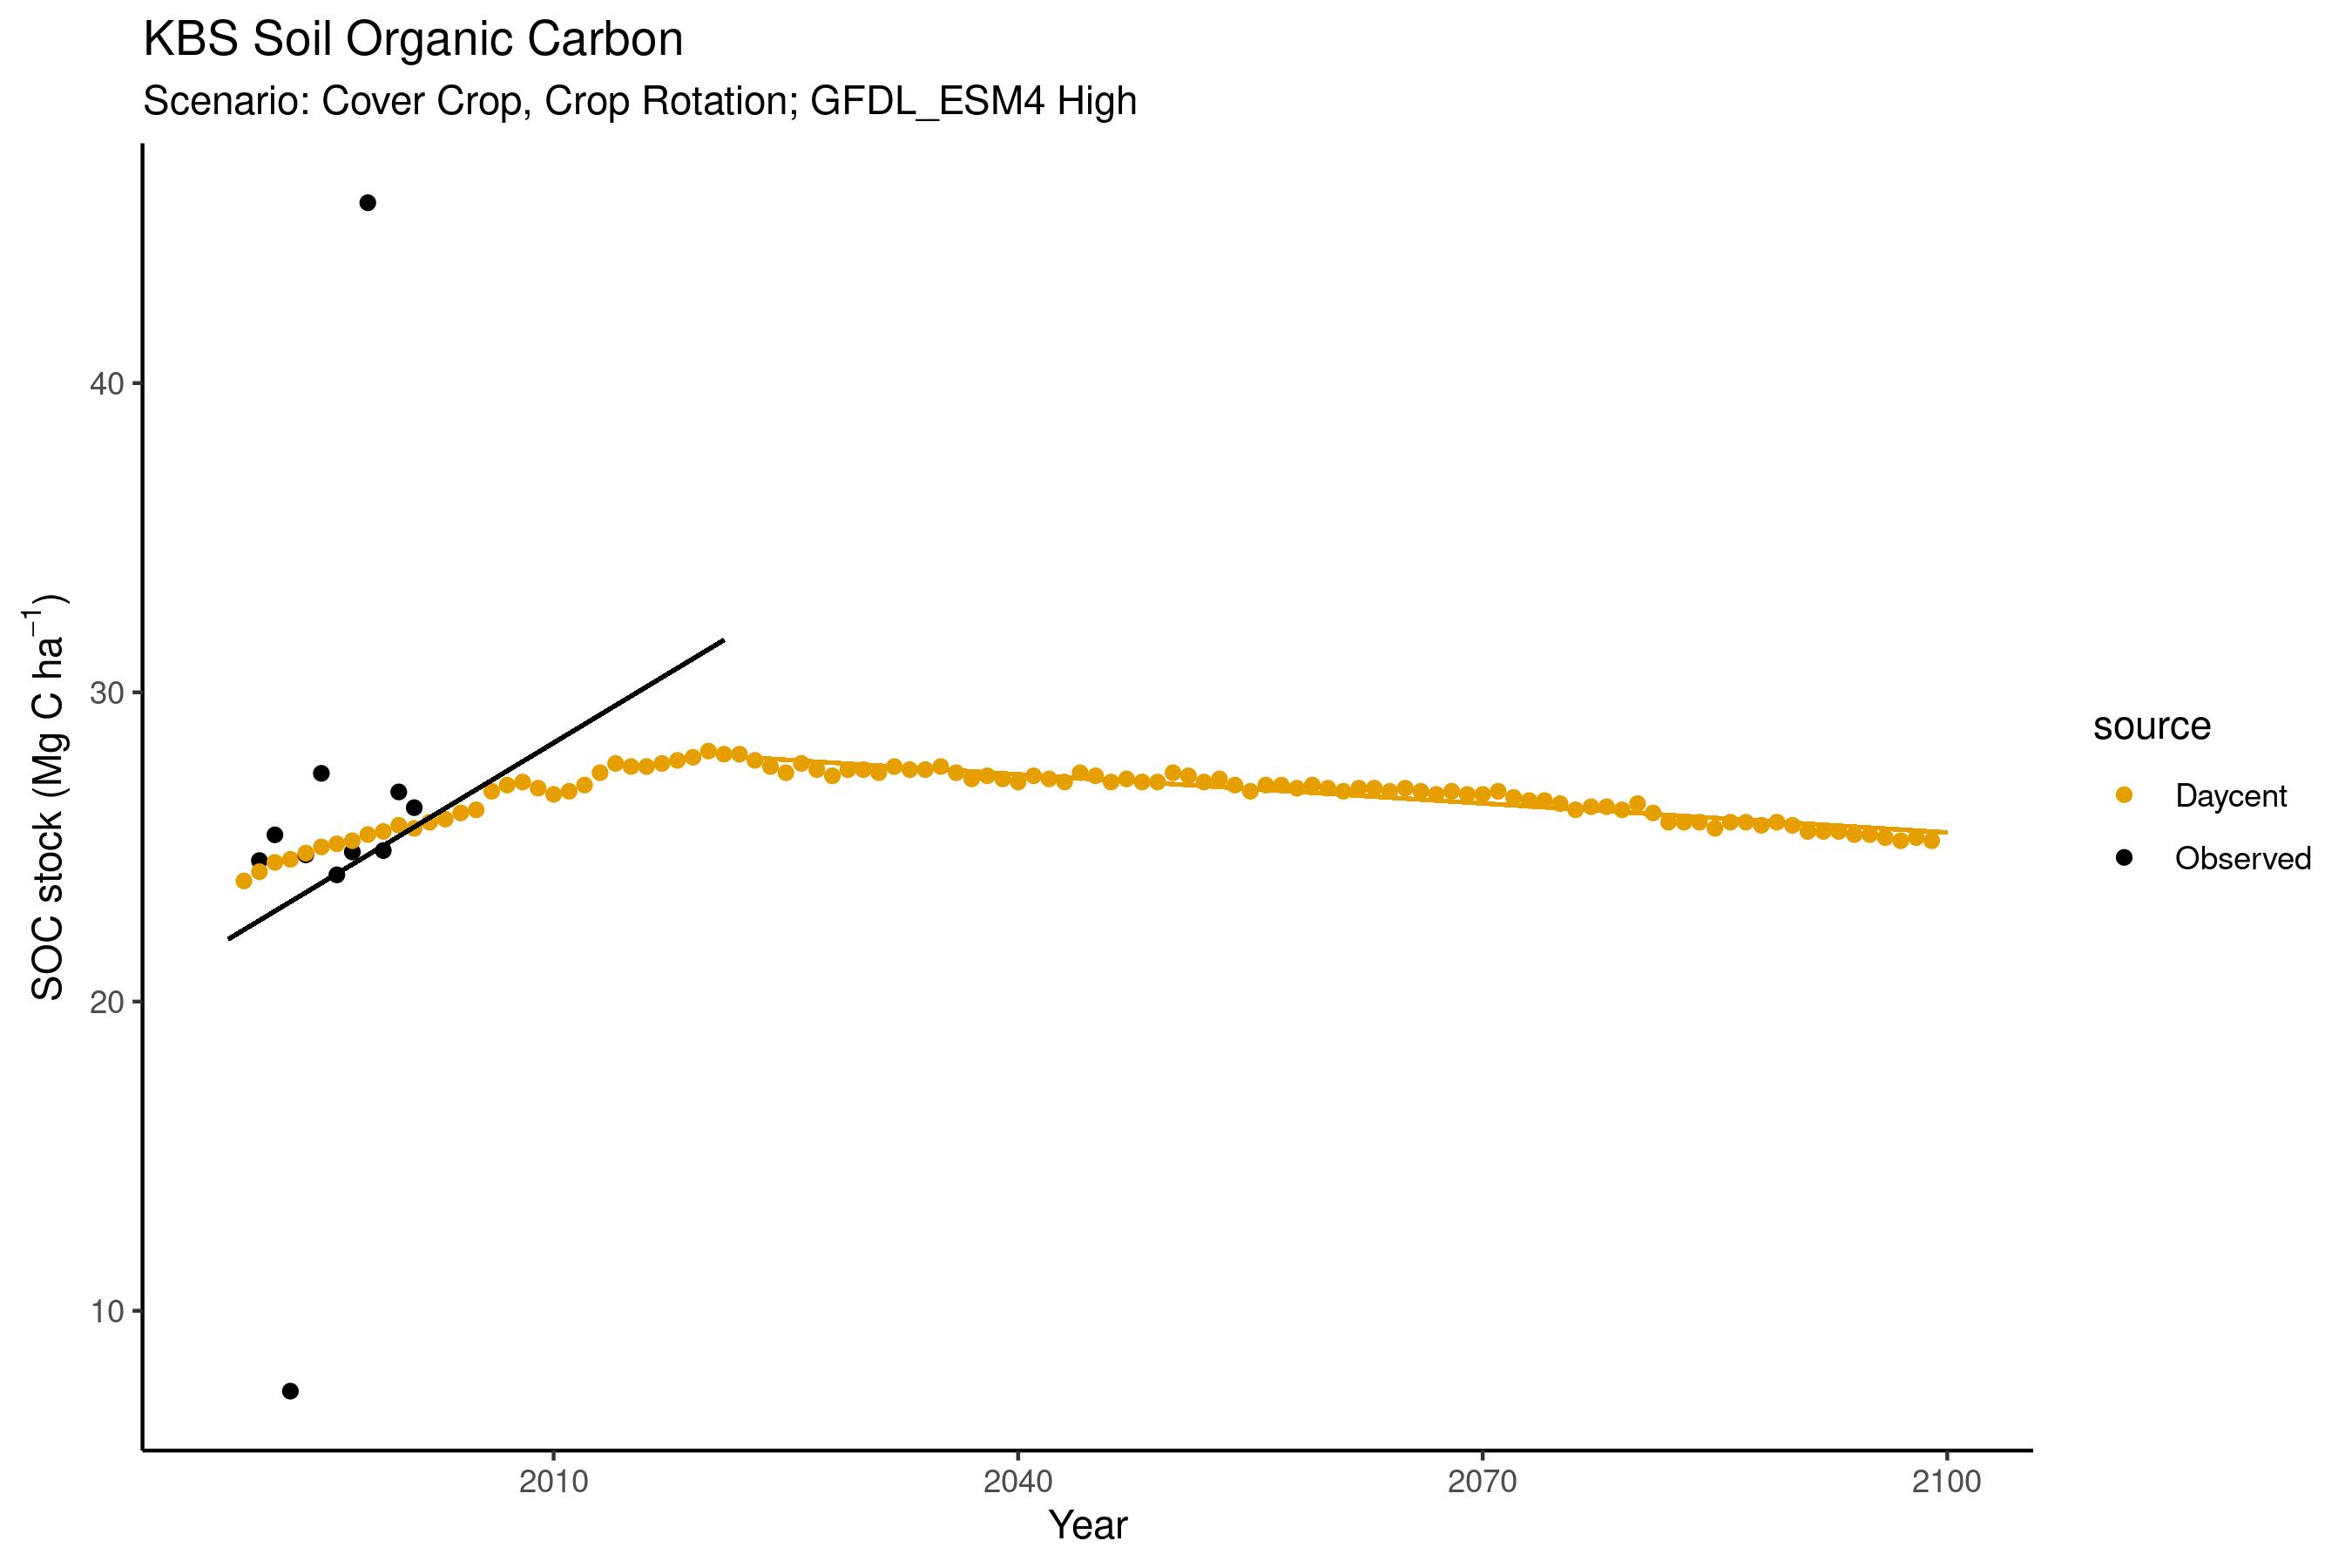 KBS Soil Organic Carbon
Scenario: Cover Crop, Crop Rotation; GFDL_ESM4 High
SOC stock (Mg C ha⁻¹)
40
30
20
10
2010
2040
2070
2100
Year
source
Daycent
Observed